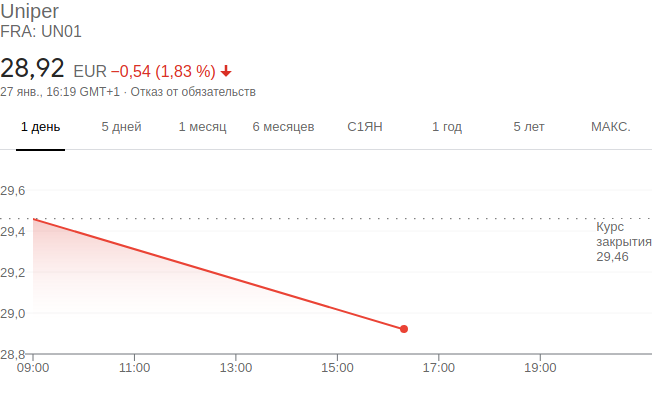 Uniper
FRA: UN01
28,92 EUR −0,54 (1,83 %)
27 янв., 16:19 GMT+1 · Отказ от обязательств
1 день 5 дней 1 месяц 6 месяцев С1ЯН 1 год 5 лет МАКС.
29,6
29,4
29,2
29,0
28,8
Курс
закрытия
29,46
09:00 11:00 13:00 15:00 17:00 19:00